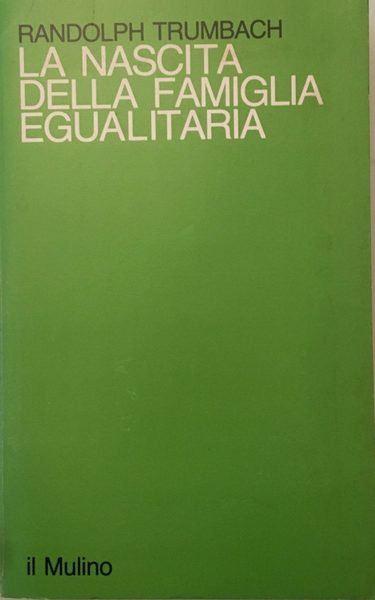 RANDOLPH TRUMBACH
LA NASCITA
DELLA FAMIGLIA
EGUALITARIA
il Mulino